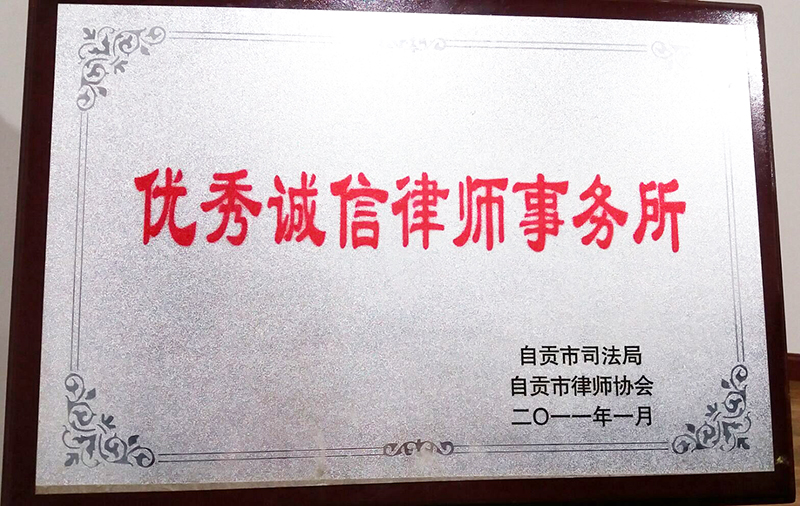 优秀诚信律师事务所
自贡市司法局
自贡市律师协会
二〇一一年一月